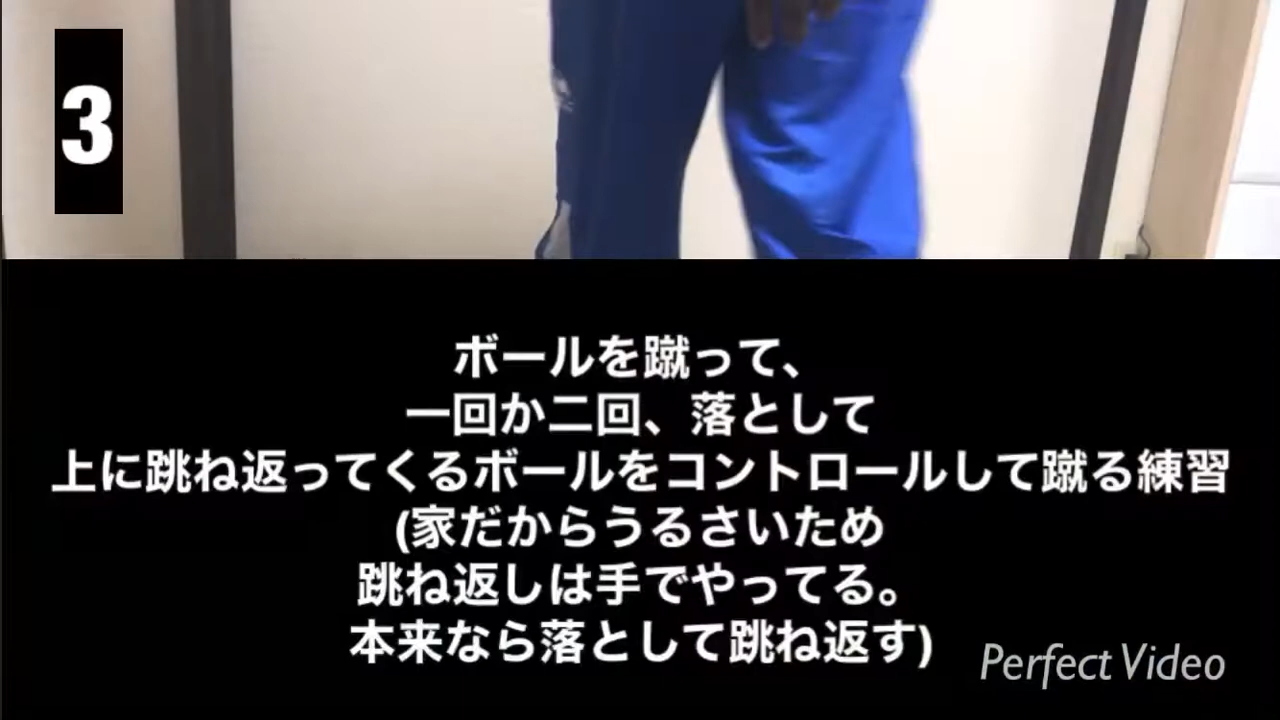 3
ボールを蹴って、
一回か二回、落として
上に跳ね返ってくるボールをコントロールして蹴る練習
(家だからうるさいため
跳ね返しは手でやってる。
本来なら落として跳ね返す)
Perfect Video